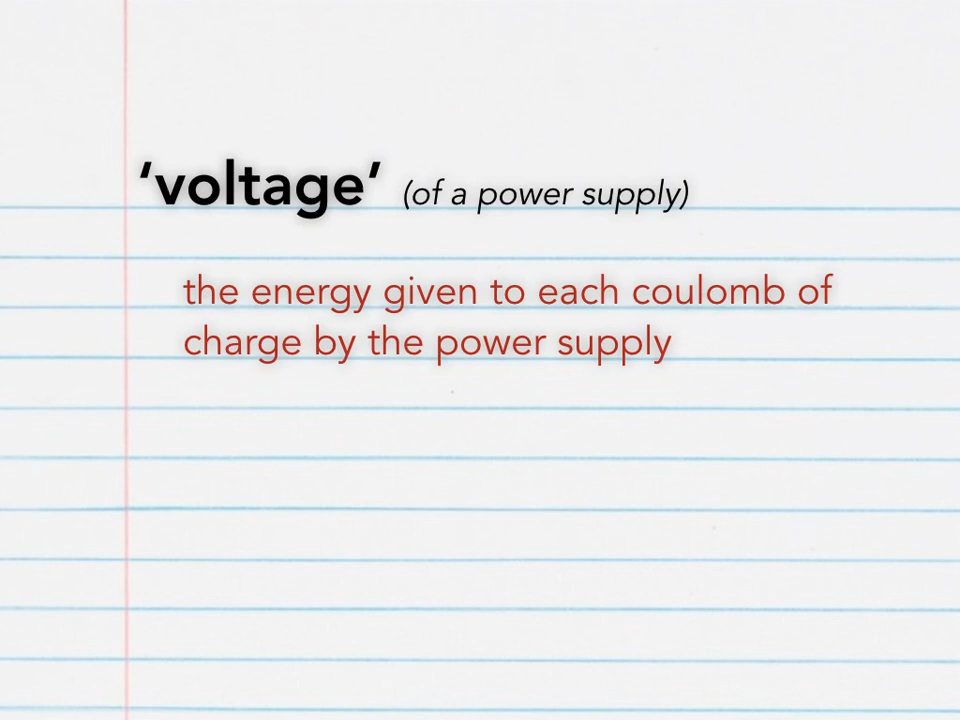 ‘voltage’ (of a power supply)
the energy given to each coulomb of
charge by the power supply